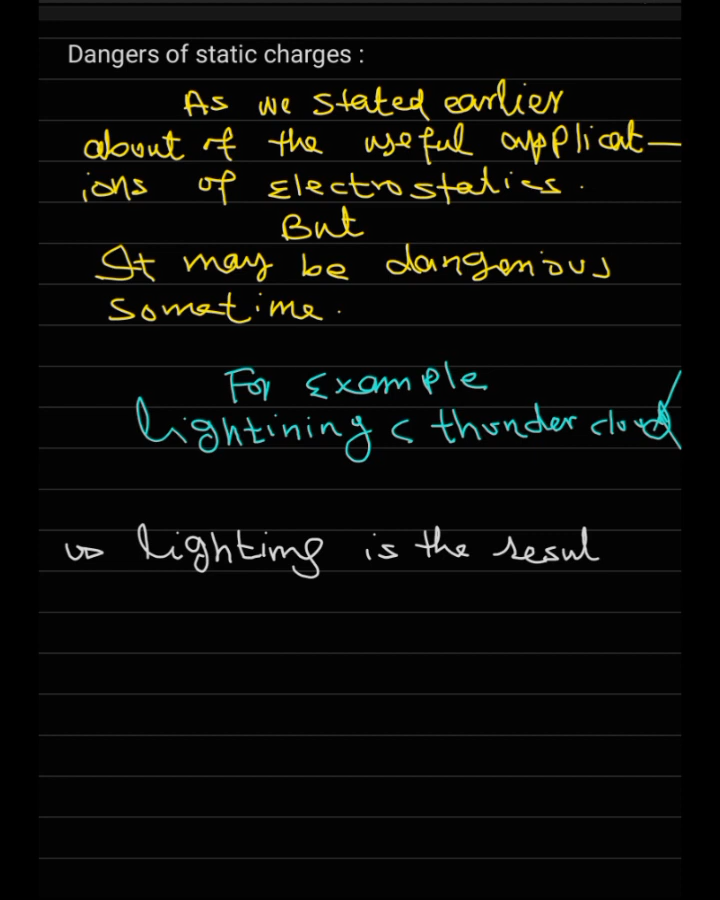 Dangers of static charges :
As we stated earlier
about of the useful applicat-
ions of Electrostatics.
But
It may be dangerious
sometime.
For Example
lightining < thunder cloud
⇨ lighting is the resul